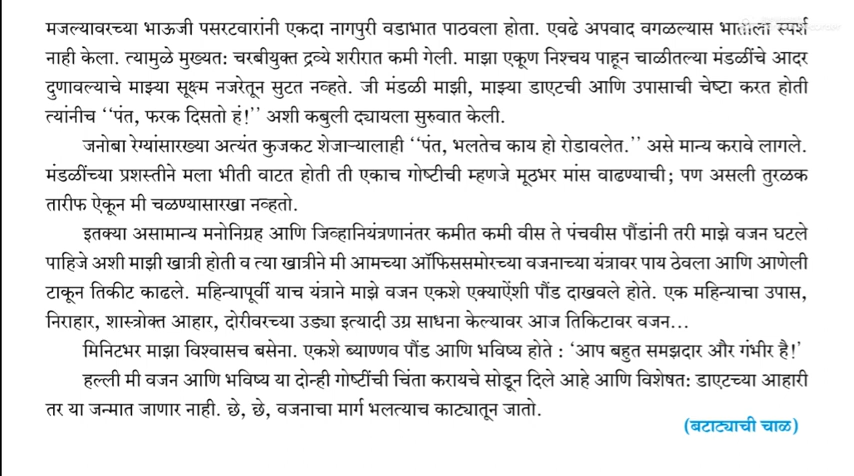 मजल्यावरच्या भाऊजी पसरटवारांनी एकदा नागपुरी वडाभात पाठवला होता. एवढे अपवाद वगळल्यास भाताला स्पर्श
नाही केला. त्यामुळे मुख्यत: चरबीयुक्त द्रव्ये शरीरात कमी गेली. माझा एकूण निश्चय पाहून चाळीतल्या मंडळींचे आदर
दुणावल्याचे माझ्या सूक्ष्म नजरेतून सुटत नव्हते. जी मंडळी माझी, माझ्या डाएटची आणि उपासाची चेष्टा करत होती
त्यांनीच ‘‘पंत, फरक दिसतो हं!’’ अशी कबुली द्यायला सुरुवात केली.
जनोबा रेग्यांसारख्या अत्यंत कुजकट शेजाऱ्यालाही ‘‘पंत, भलतेच काय हो रोडावलेत.’’ असे मान्य करावे लागले.
मंडळींच्या प्रशस्तीने मला भीती वाटत होती ती एकाच गोष्टीची म्हणजे मूठभर मांस वाढण्याची; पण असली तुरळक
तारीफ ऐकून मी चळण्यासारखा नव्हतो.
इतक्या असामान्य मनोनिग्रह आणि जिव्हानियंत्रणानंतर कमीत कमी वीस ते पंचवीस पौंडांनी तरी माझे वजन घटले
पाहिजे अशी माझी खात्री होती व त्या खात्रीने मी आमच्या ऑफिससमोरच्या वजनाच्या यंत्रावर पाय ठेवला आणि आणेली
टाकून तिकीट काढले. महिन्यापूर्वी याच यंत्राने माझे वजन एकशे एक्याऐंशी पौंड दाखवले होते. एक महिन्याचा उपास,
निराहार, शास्त्रोक्त आहार, दोरीवरच्या उड्या इत्यादी उग्र साधना केल्यावर आज तिकिटावर वजन...
मिनिटभर माझा विश्वासच बसेना. एकशे ब्याण्णव पौंड आणि भविष्य होते : ‘आप बहुत समझदार और गंभीर है!’
हल्ली मी वजन आणि भविष्य या दोन्ही गोष्टींची चिंता करायचे सोडून दिले आहे आणि विशेषत: डाएटच्या आहारी
तर या जन्मात जाणार नाही. छे, छे, वजनाचा मार्ग भलत्याच काट्यातून जातो.
(बटाट्याची चाळ)